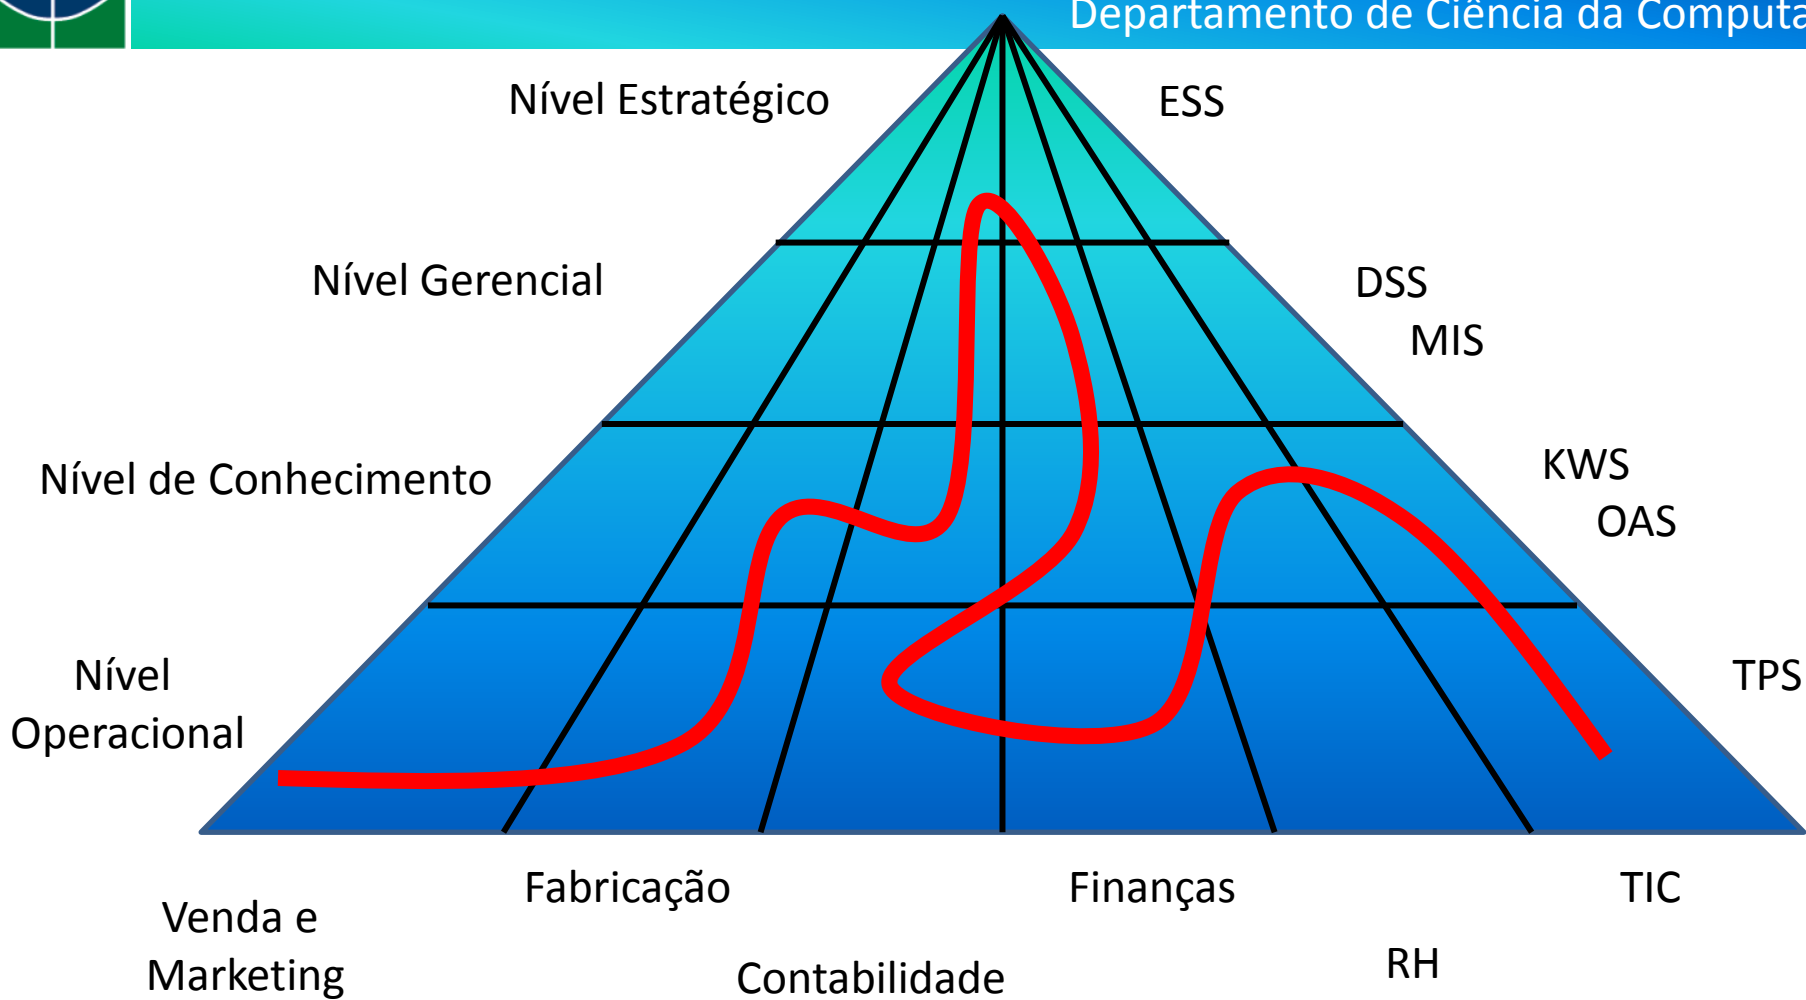 Departamento de Ciência da Computa
Nível Estratégico
ESS
Nível Gerencial
DSS
MIS
Nível de Conhecimento
KWS
OAS
Nível
Operacional
TPS
Venda e
Marketing
Fabricação
Contabilidade
Finanças
RH
TIC